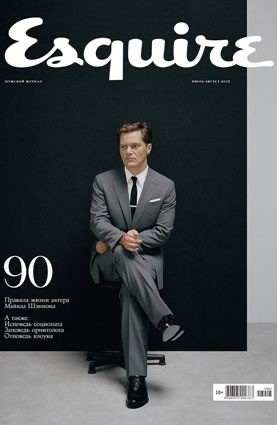 Esquire
МУЖСКОЙ ЖУРНАЛ
ИЮЛЬ-АВГУСТ 2013
90
Правила жизни актера
Майкла Шэннона
А также:
Исповедь социопата
Заповедь орнитолога
Отповедь клоуна
18+